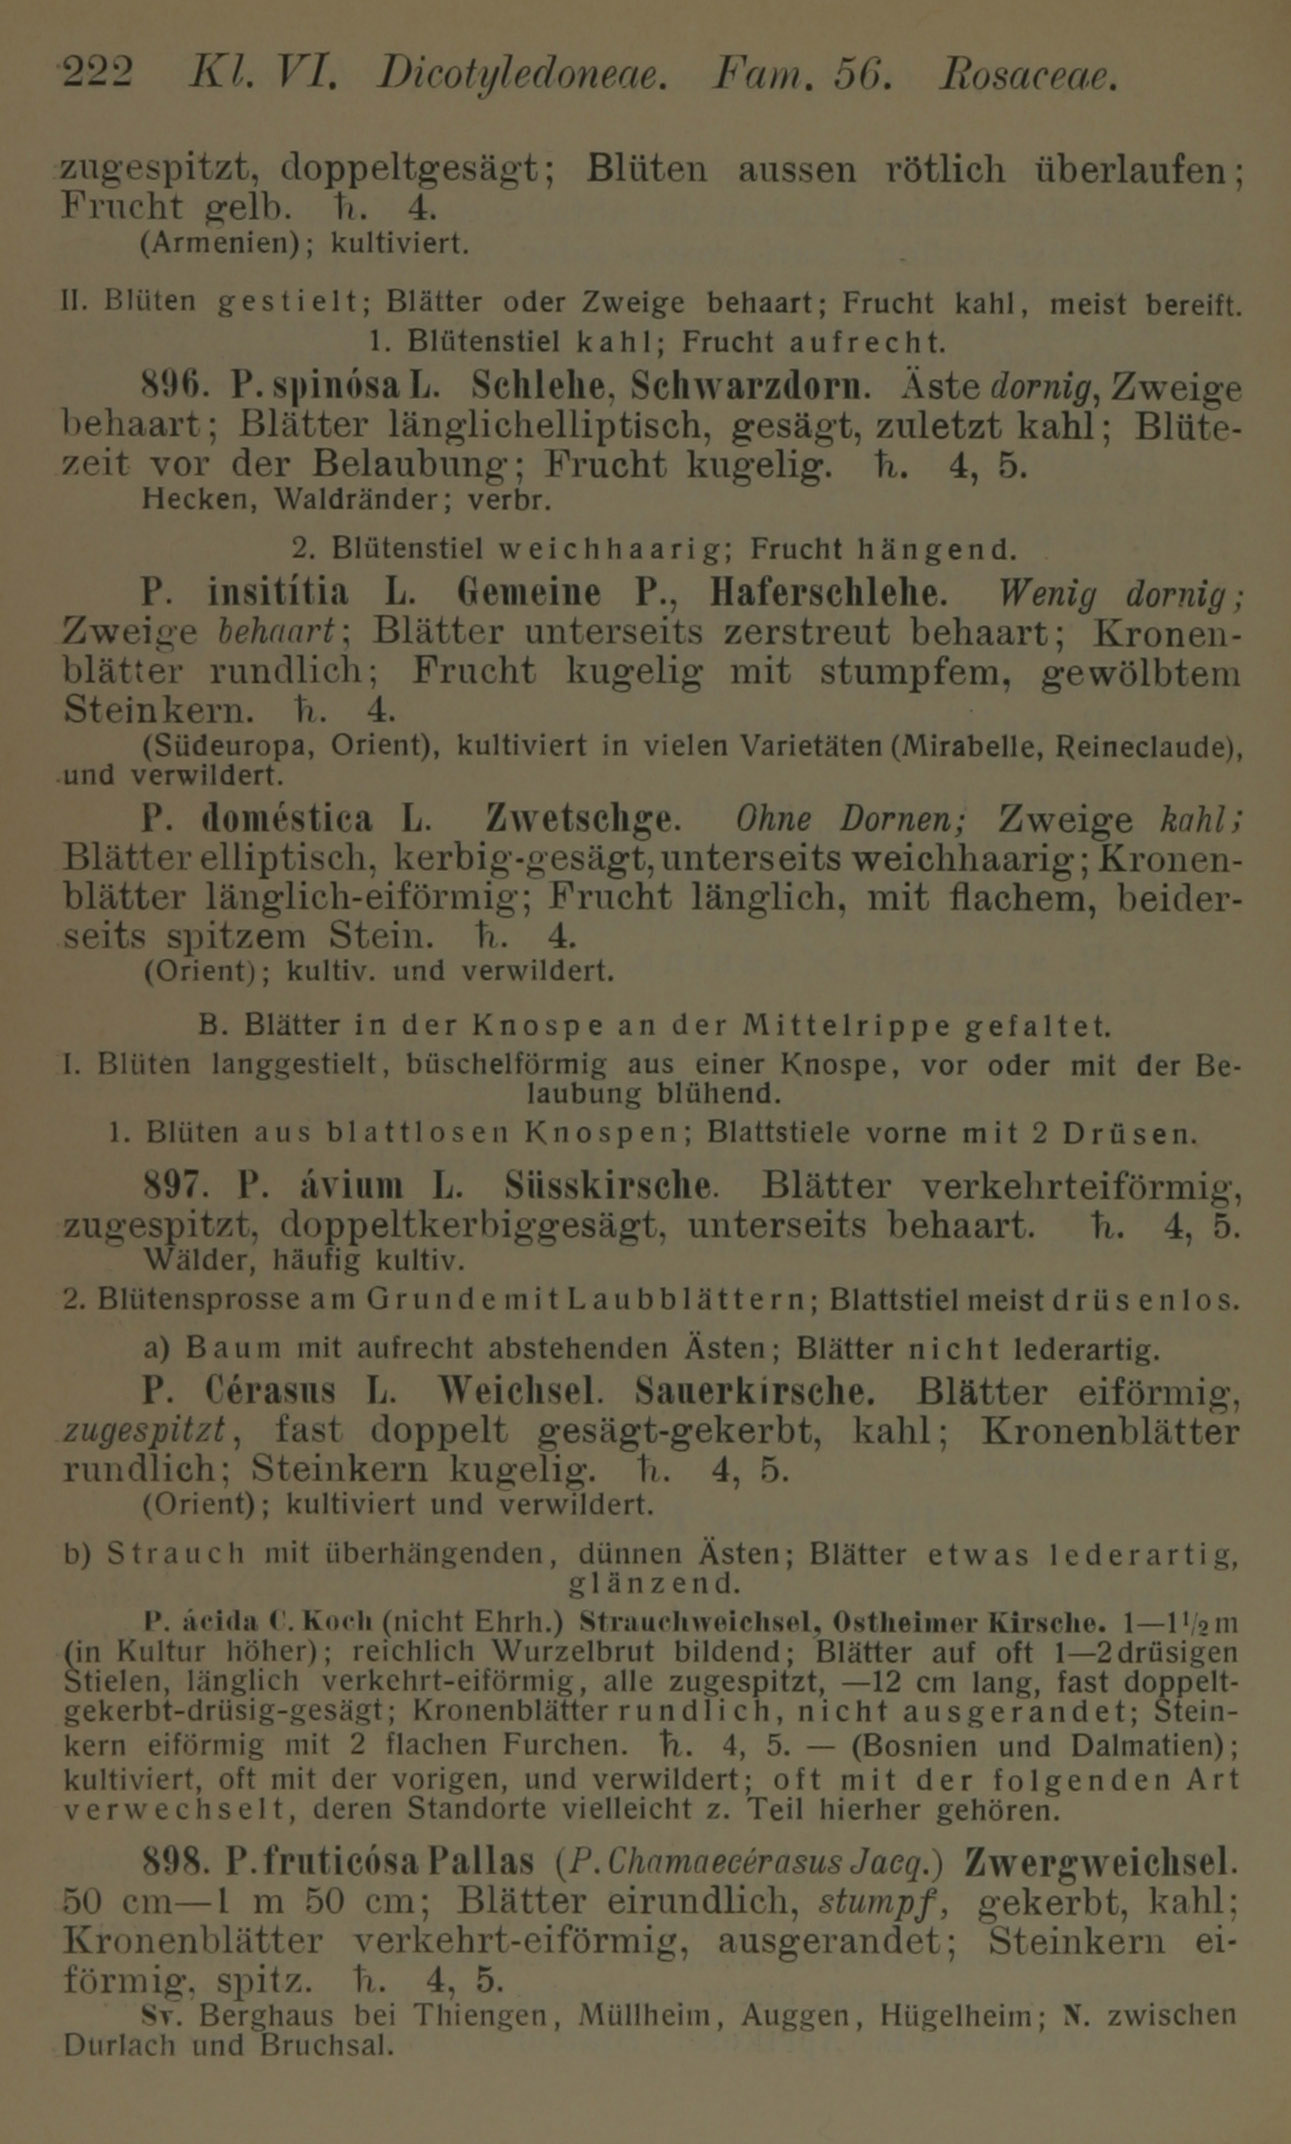 222 Kl. VI. Dicotyledoneae. Fam. 56. Rosaceae.
zugespitzt, doppeltgesägt; Blüten aussen rötlich überlaufen;
Frucht gelb. ♄. 4.
(Armenien); kultiviert.
II. Blüten gestielt; Blätter oder Zweige behaart; Frucht kahl, meist bereift.
1. Blütenstiel kahl; Frucht aufrecht.
896. P. spinósa L. Schlehe, Schwarzdorn. Äste dornig, Zweige
behaart; Blätter länglichelliptisch, gesägt, zuletzt kahl; Blüte-
zeit vor der Belaubung; Frucht kugelig. ♄. 4, 5.
Hecken, Waldränder; verbr.
2. Blütenstiel weichhaarig; Frucht hängend.
P. insitítia L. Gemeine P., Haferschlehe. Wenig dornig;
Zweige behaart; Blätter unterseits zerstreut behaart; Kronen-
blätter rundlich; Frucht kugelig mit stumpfem, gewölbtem
Steinkern. ♄. 4.
(Südeuropa, Orient), kultiviert in vielen Varietäten (Mirabelle, Reineclaude),
und verwildert.
P. doméstica L. Zwetschge. Ohne Dornen; Zweige kahl;
Blätter elliptisch, kerbig-gesägt, unterseits weichhaarig; Kronen-
blätter länglich-eiförmig; Frucht länglich, mit flachem, beider-
seits spitzem Stein. ♄. 4.
(Orient); kultiv. und verwildert.
B. Blätter in der Knospe an der Mittelrippe gefaltet.
I. Blüten langgestielt, büschelförmig aus einer Knospe, vor oder mit der Be-
laubung blühend.
1. Blüten aus blattlosen Knospen; Blattstiele vorne mit 2 Drüsen.
897. P. ávium L. Süsskirsche. Blätter verkehrteiförmig,
zugespitzt, doppeltkerbiggesägt, unterseits behaart. ♄. 4, 5.
Wälder, häufig kultiv.
2. Blütensprosse am Grunde mit Laubblättern; Blattstiel meist drüsenlos.
a) Baum mit aufrecht abstehenden Ästen; Blätter nicht lederartig.
P. Cérasus L. Weichsel. Sauerkirsche. Blätter eiförmig,
zugespitzt, fast doppelt gesägt-gekerbt, kahl; Kronenblätter
rundlich; Steinkern kugelig. ♄. 4, 5.
(Orient); kultiviert und verwildert.
b) Strauch mit überhängenden, dünnen Ästen; Blätter etwas lederartig,
glänzend.
P. ácida C. Koch (nicht Ehrh.) Strauchweichsel, Ostheimer Kirsche. 1—1½ m
(in Kultur höher); reichlich Wurzelbrut bildend; Blätter auf oft 1—2drüsigen
Stielen, länglich verkehrt-eiförmig, alle zugespitzt, —12 cm lang, fast doppelt-
gekerbt-drüsig-gesägt; Kronenblätter rundlich, nicht ausgerandet; Stein-
kern eiförmig mit 2 flachen Furchen. ♄. 4, 5. — (Bosnien und Dalmatien);
kultiviert, oft mit der vorigen, und verwildert; oft mit der folgenden Art
verwechselt, deren Standorte vielleicht z. Teil hierher gehören.
898. P. fruticósa Pallas (P. Chamaecérasus Jacq.) Zwergweichsel.
50 cm—1 m 50 cm; Blätter eirundlich, stumpf, gekerbt, kahl;
Kronenblätter verkehrt-eiförmig, ausgerandet; Steinkern ei-
förmig, spitz. ♄. 4, 5.
Sv. Berghaus bei Thiengen, Müllheim, Auggen, Hügelheim; N. zwischen
Durlach und Bruchsal.